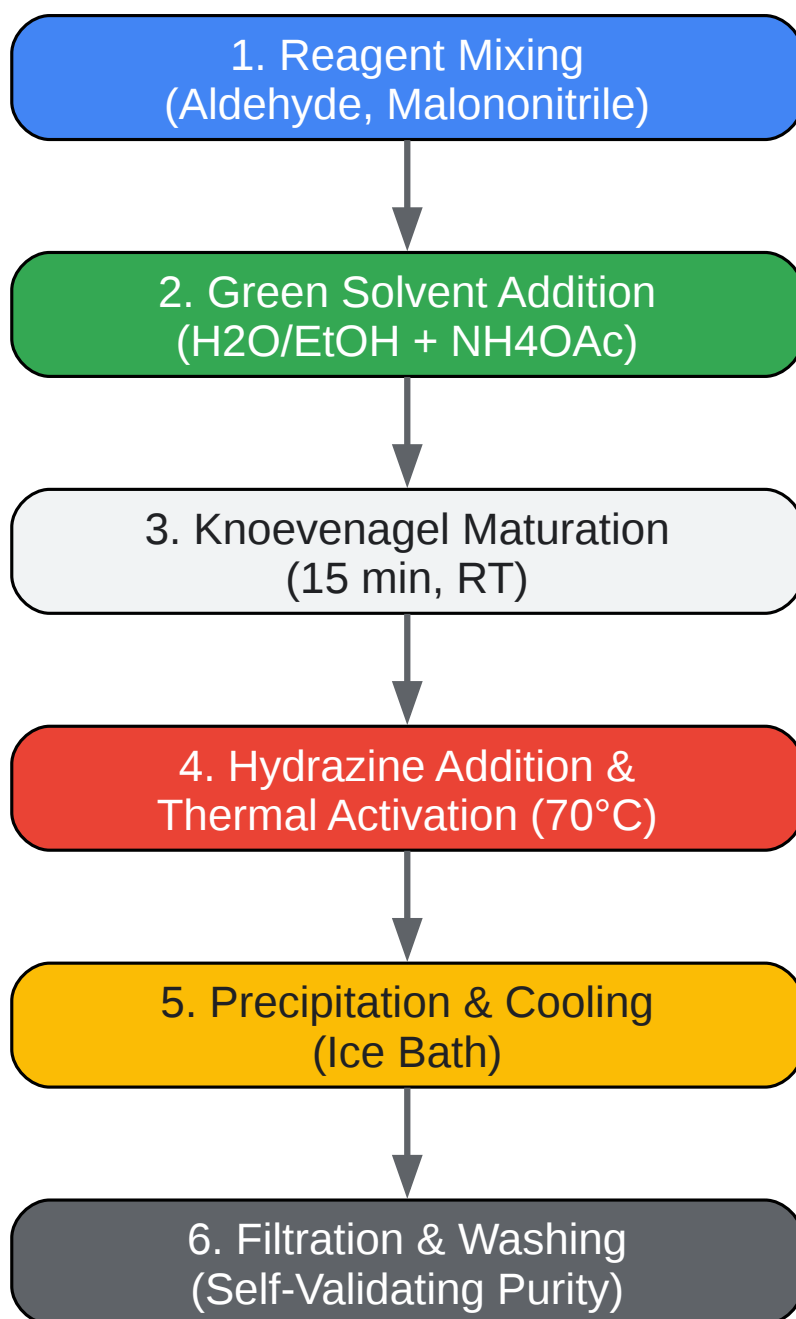 1. Reagent Mixing
(Aldehyde, Malononitrile)
2. Green Solvent Addition
(H2O/EtOH + NH4OAc)
3. Knoevenagel Maturation
(15 min, RT)
4. Hydrazine Addition &
Thermal Activation (70°C)
5. Precipitation & Cooling
(Ice Bath)
6. Filtration & Washing
(Self-Validating Purity)